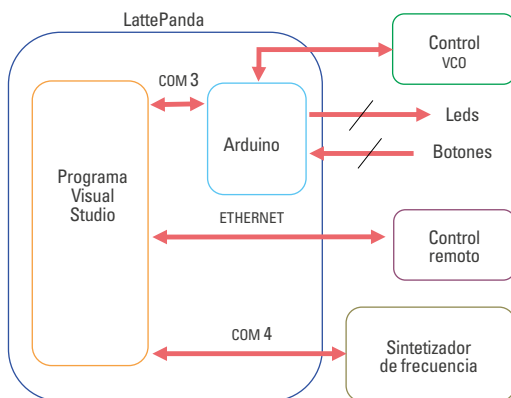 LattePanda
Control
VCO
COM 3
Leds
Arduino
Botones
Programa
Visual
Studio
ETHERNET
Control
remoto
COM 4
Sintetizador
de frecuencia